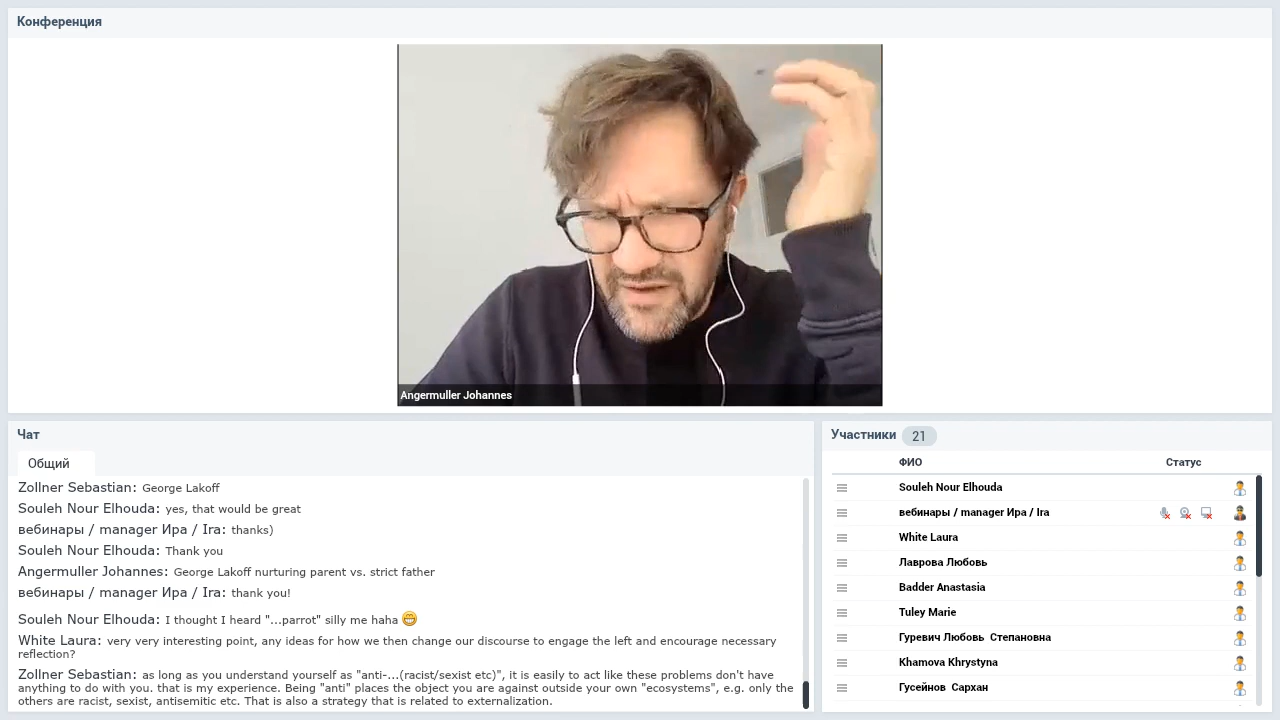 Конференция
Angermuller Johannes
Чат
Общий
Zollner Sebastian: George Lakoff
Souleh Nour Elhouda: yes, that would be great
вебинары / manager Ира / Ira: thanks)
Souleh Nour Elhouda: Thank you
Angermuller Johannes: George Lakoff nurturing parent vs. strict father
вебинары / manager Ира / Ira: thank you!
Souleh Nour Elhouda: I thought I heard "...parrot" silly me haha
White Laura: very very interesting point, any ideas for how we then change our discourse to engage the left and encourage necessary
reflection?
Zollner Sebastian: as long as you understand yourself as "anti-...(racist/sexist etc)", it is easily to act like these problems don't have
anything to do with you. that is my experience. Being "anti" places the object you are against outside your own "ecosystems", e.g. only the
others are racist, sexist, antisemitic etc. That is also a strategy that is related to externalization.
Участники 21
ФИО Статус
Souleh Nour Elhouda
вебинары / manager Ира / Ira
White Laura
Лаврова Любовь
Badder Anastasia
Tuley Marie
Гуревич Любовь Степановна
Khamova Khrystyna
Гусейнов Сархан